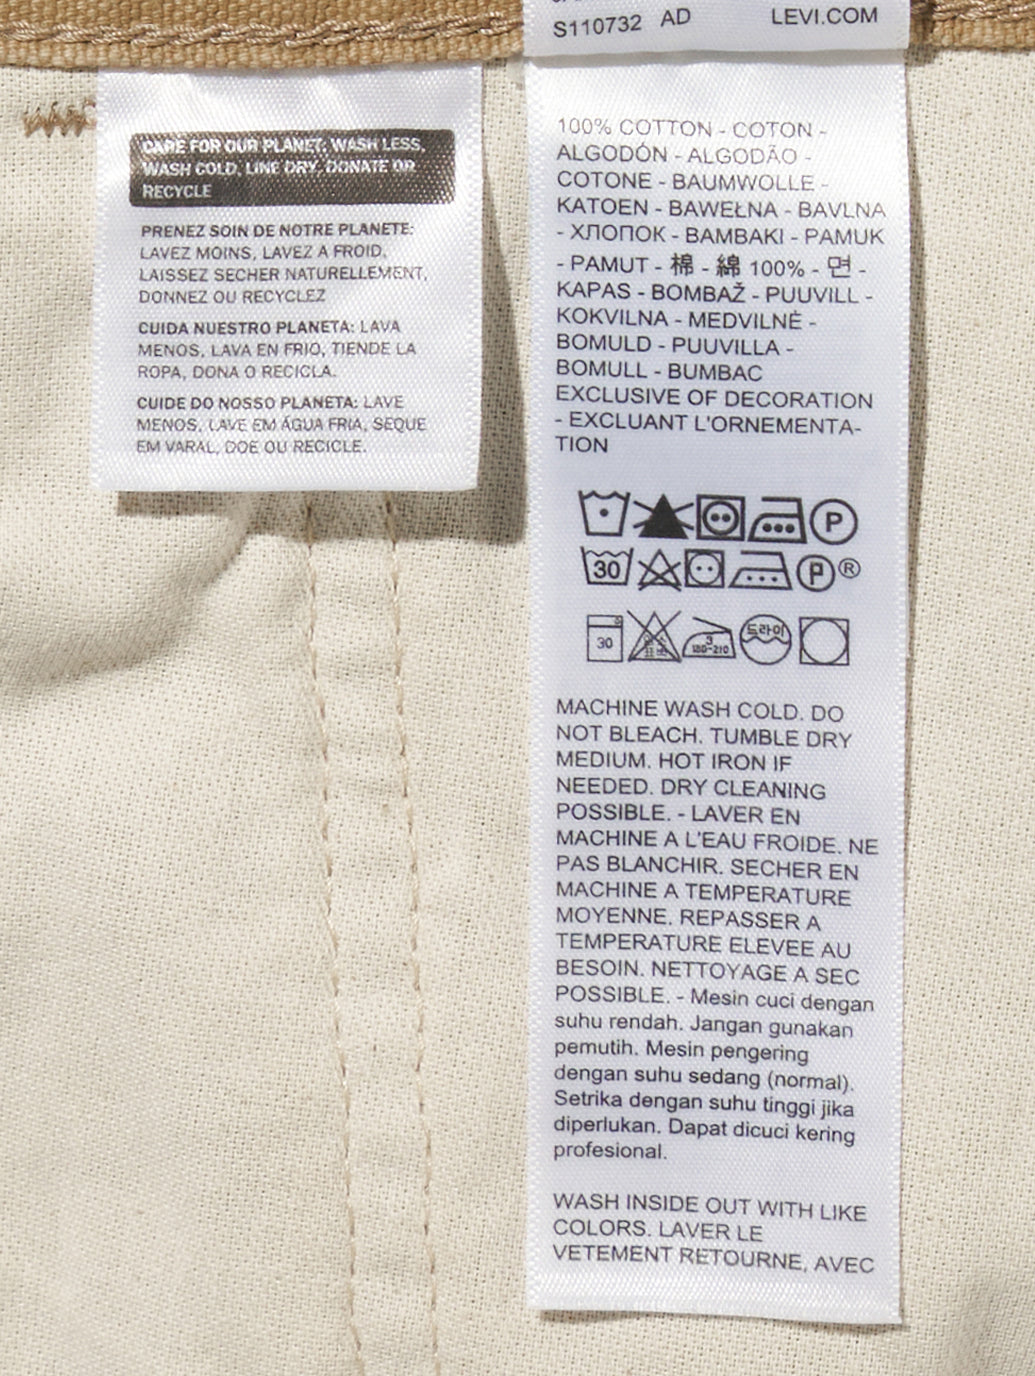 S110732 AD LEVI.COM
CARE FOR OUR PLANET: WASH LESS,
WASH COLD, LINE DRY, DONATE OR
RECYCLE
PRENEZ SOIN DE NOTRE PLANETE:
LAVEZ MOINS, LAVEZ A FROID,
LAISSEZ SECHER NATURELLEMENT,
DONNEZ OU RECYCLEZ
CUIDA NUESTRO PLANETA: LAVA
MENOS, LAVA EN FRIO, TIENDE LA
ROPA, DONA O RECICLA.
CUIDE DO NOSSO PLANETA: LAVE
MENOS, LAVE EM ÁGUA FRIA, SEQUE
EM VARAL, DOE OU RECICLE.
100% COTTON - COTON -
ALGODÓN - ALGODÃO -
COTONE - BAUMWOLLE -
KATOEN - BAWEŁNA - BAVLNA
- ХЛОПОК - BAMBAKI - PAMUK
- PAMUT - 棉 - 綿 100% - 면 -
KAPAS - BOMBAŽ - PUUVILL -
KOKVILNA - MEDVILNĖ -
BOMULD - PUUVILLA -
BOMULL - BUMBAC
EXCLUSIVE OF DECORATION
- EXCLUANT L'ORNEMENTA-
TION
P
30 P ®
30 3 180-210 드라이
MACHINE WASH COLD. DO
NOT BLEACH. TUMBLE DRY
MEDIUM. HOT IRON IF
NEEDED. DRY CLEANING
POSSIBLE. - LAVER EN
MACHINE A L'EAU FROIDE. NE
PAS BLANCHIR. SECHER EN
MACHINE A TEMPERATURE
MOYENNE. REPASSER A
TEMPERATURE ELEVEE AU
BESOIN. NETTOYAGE A SEC
POSSIBLE. - Mesin cuci dengan
suhu rendah. Jangan gunakan
pemutih. Mesin pengering
dengan suhu sedang (normal).
Setrika dengan suhu tinggi jika
diperlukan. Dapat dicuci kering
profesional.
WASH INSIDE OUT WITH LIKE
COLORS. LAVER LE
VETEMENT RETOURNE, AVEC